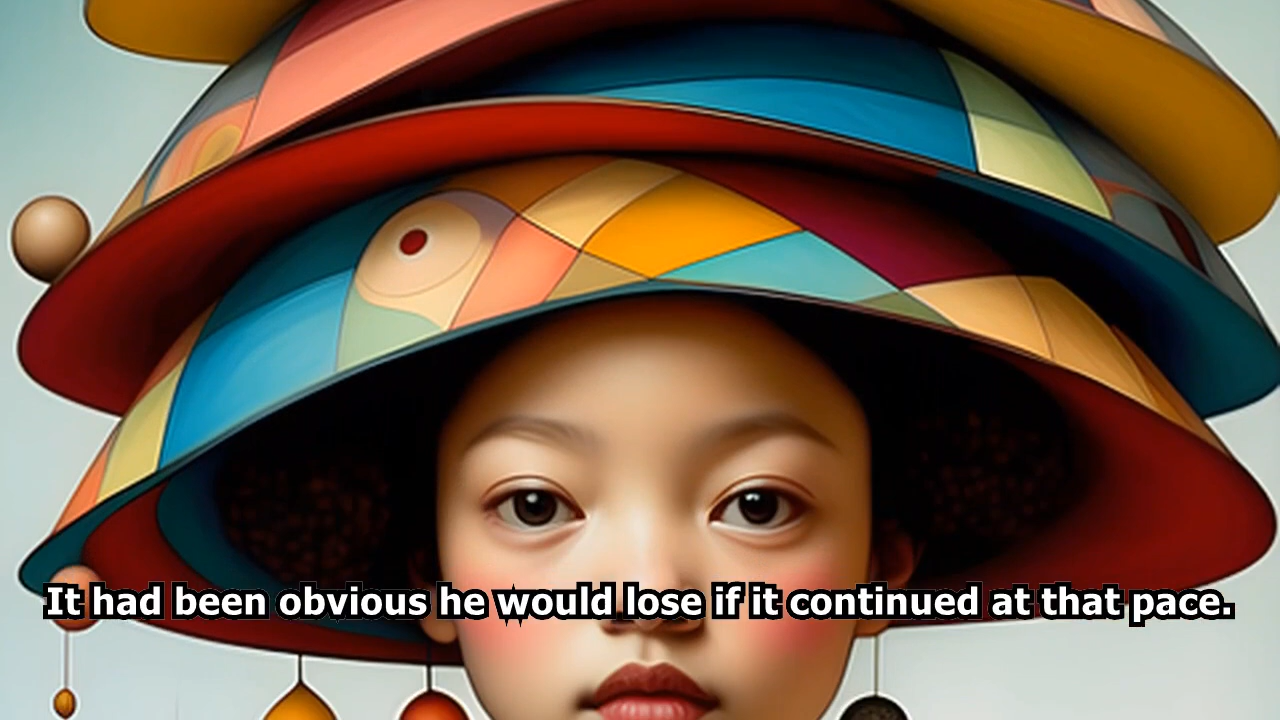 It had been obvious he would lose if it continued at that pace.